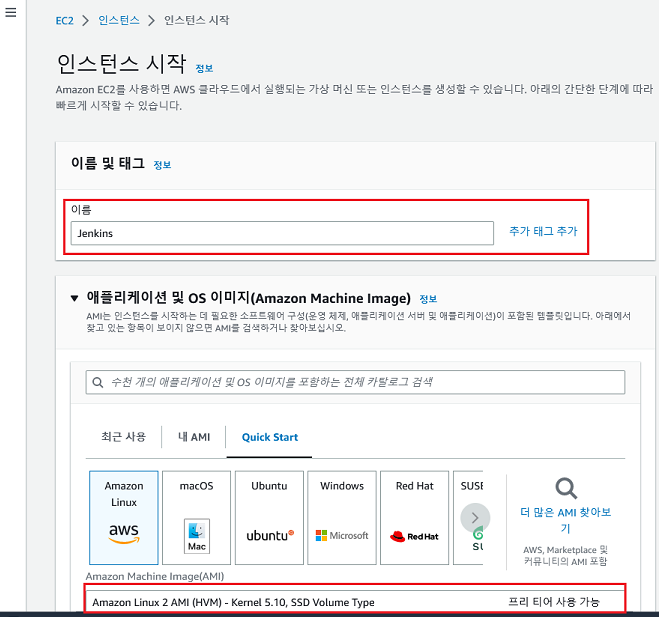 EC2 > 인스턴스 > 인스턴스 시작
인스턴스 시작 정보
Amazon EC2를 사용하면 AWS 클라우드에서 실행되는 가상 머신 또는 인스턴스를 생성할 수 있습니다. 아래의 간단한 단계에 따라
빠르게 시작할 수 있습니다.
이름 및 태그 정보
이름
Jenkins
추가 태그 추가
▼ 애플리케이션 및 OS 이미지(Amazon Machine Image) 정보
AMI는 인스턴스를 시작하는 데 필요한 소프트웨어 구성(운영 체제, 애플리케이션 서버 및 애플리케이션)이 포함된 템플릿입니다. 아래에서
찾고 있는 항목이 보이지 않으면 AMI를 검색하거나 찾아보십시오.
수천 개의 애플리케이션 및 OS 이미지를 포함하는 전체 카탈로그 검색
최근 사용 내 AMI Quick Start
Amazon
Linux
aws
macOS
Mac
Ubuntu
ubuntu
Windows
Microsoft
Red Hat
Red Hat
SUSE
SU
더 많은 AMI 찾아보
기
AWS, Marketplace 및
커뮤니티의 AMI 포함
Amazon Machine Image(AMI)
Amazon Linux 2 AMI (HVM) - Kernel 5.10, SSD Volume Type 프리 티어 사용 가능